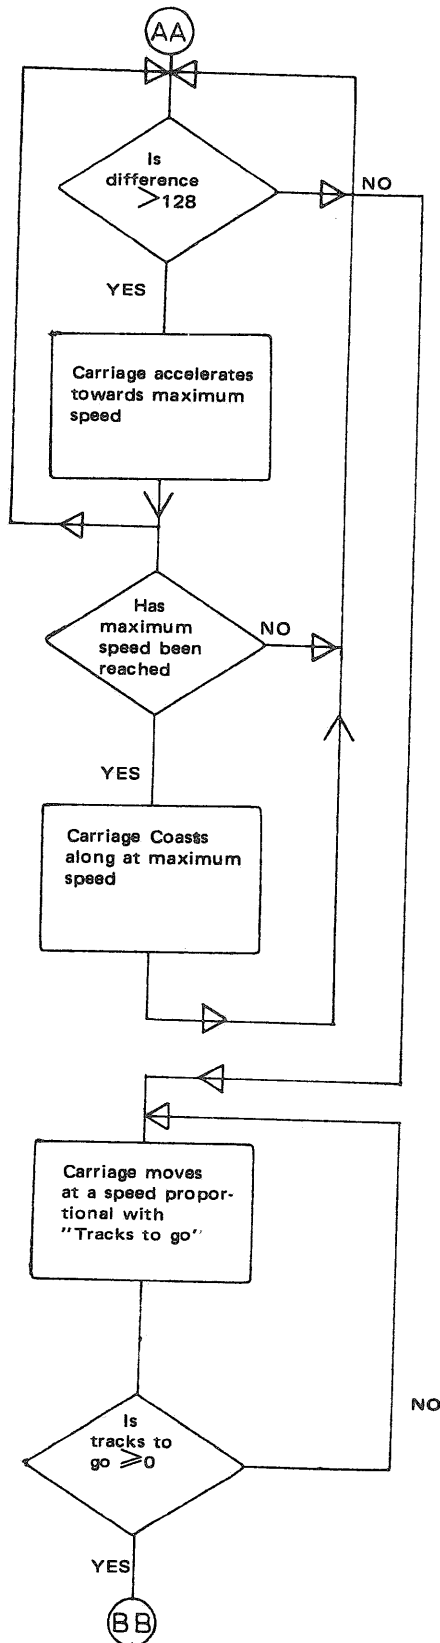 AA
Is
difference
>128
NO
YES
Carriage accelerates
towards maximum
speed
Has
maximum
speed been
reached
NO
YES
Carriage Coasts
along at maximum
speed
Carriage moves
at a speed propor-
tional with
"Tracks to go"
Is
tracks to
go ⩾0
NO
YES
BB